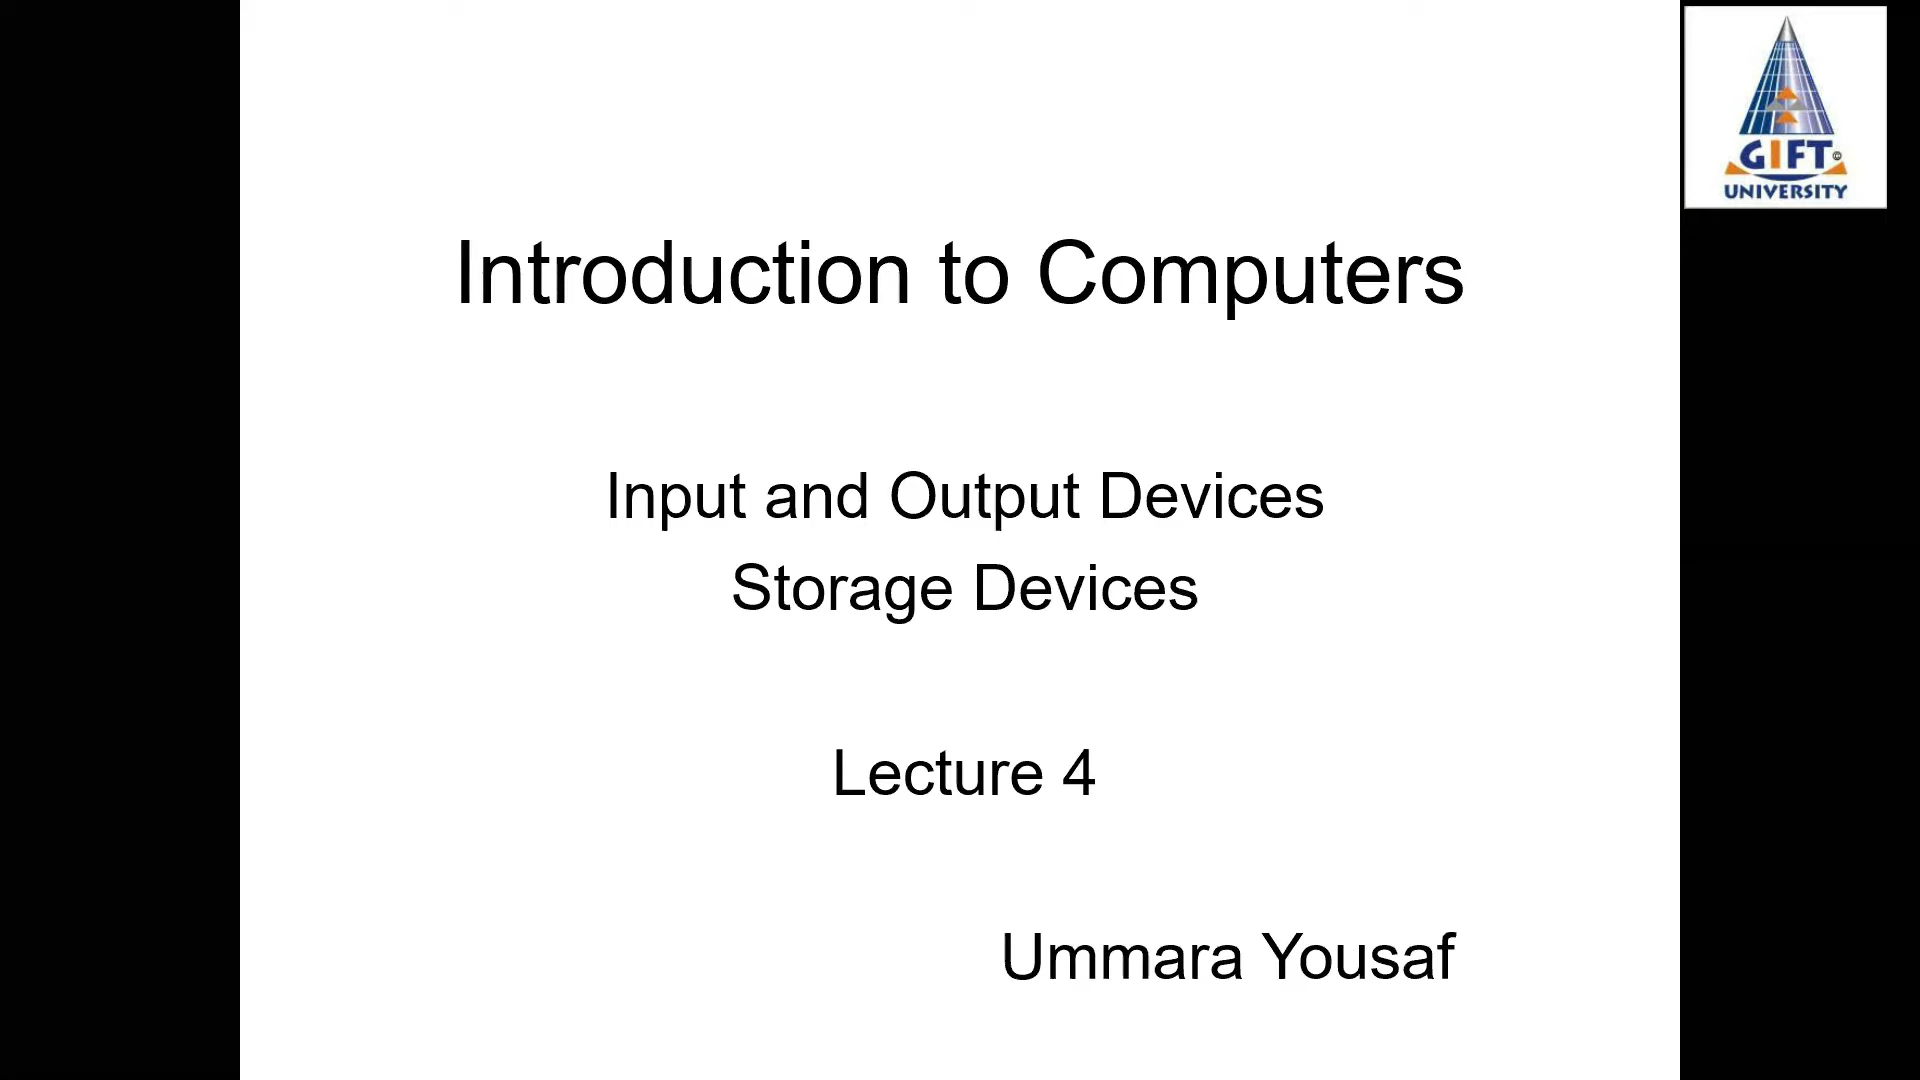 GIFT©
UNIVERSITY
Introduction to Computers
Input and Output Devices
Storage Devices
Lecture 4
Ummara Yousaf